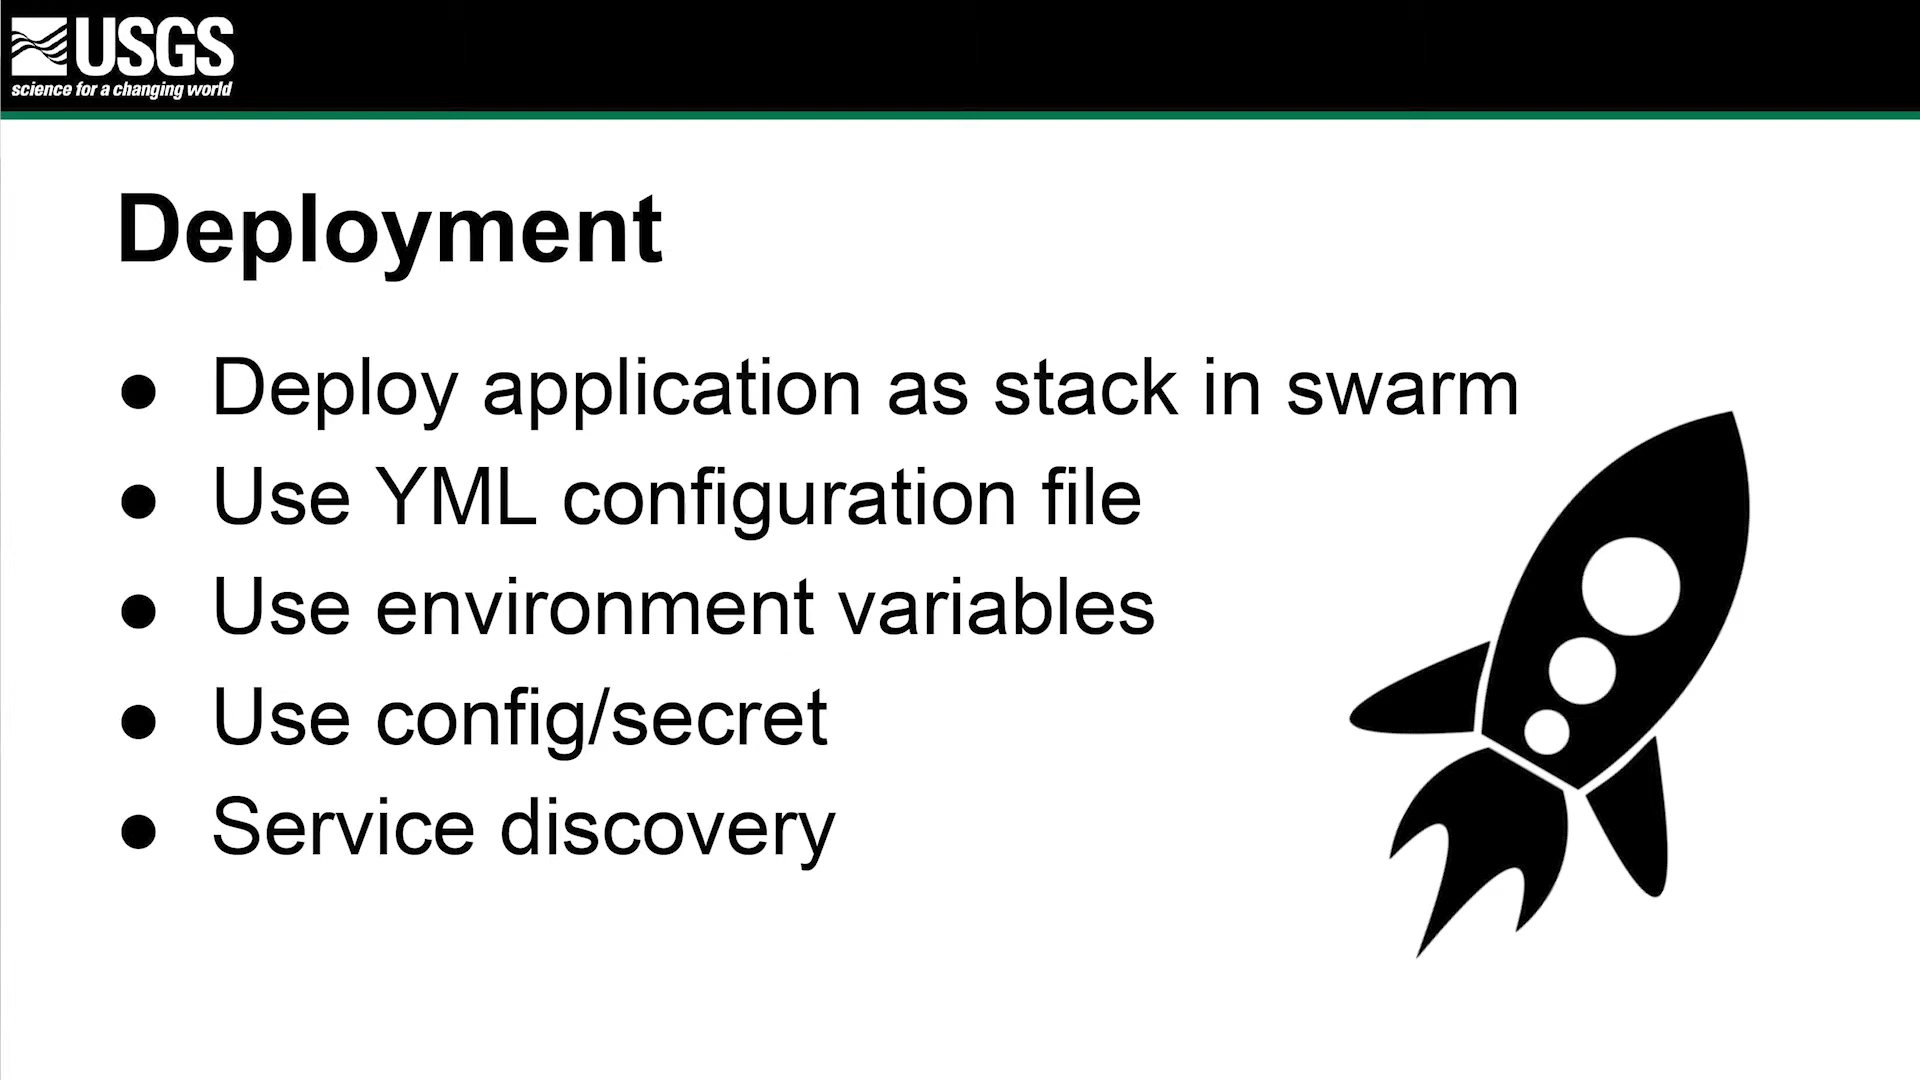 USGS
science for a changing world
Deployment
● Deploy application as stack in swarm
● Use YML configuration file
● Use environment variables
● Use config/secret
● Service discovery